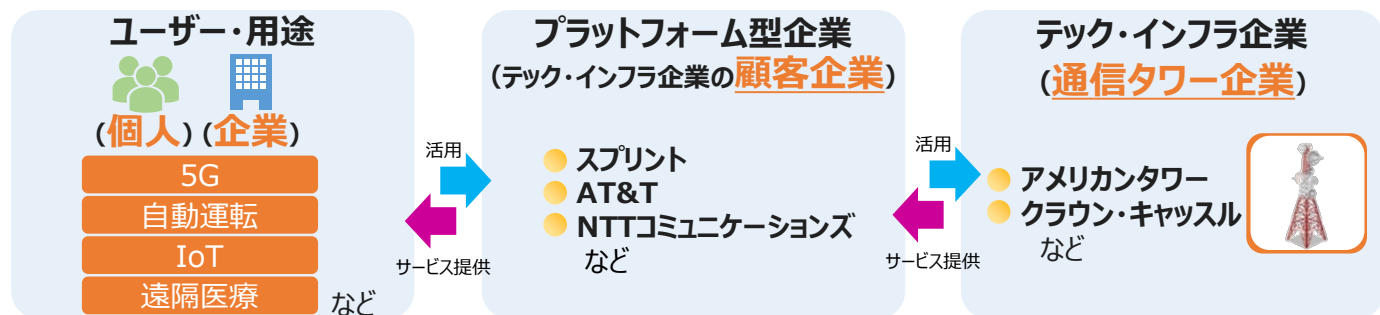 ユーザー・用途
(個人)(企業)
5G
自動運転
IoT
遠隔医療
など
活用
サービス提供
プラットフォーム型企業
(テック・インフラ企業の顧客企業)
スプリント
AT&T
NTTコミュニケーションズ
など
活用
サービス提供
テック・インフラ企業
(通信タワー企業)
アメリカンタワー
クラウン・キャッスル
など